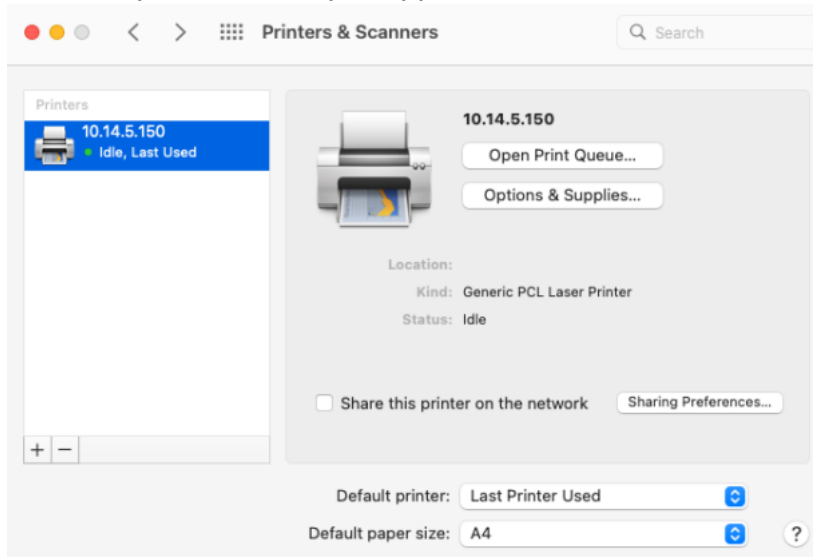 Printers & Scanners
Search
Printers
10.14.5.150
Idle, Last Used
10.14.5.150
Open Print Queue...
Options & Supplies...
Location:
Kind: Generic PCL Laser Printer
Status: Idle
Share this printer on the network
Sharing Preferences...
+ −
Default printer: Last Printer Used
Default paper size: A4
?